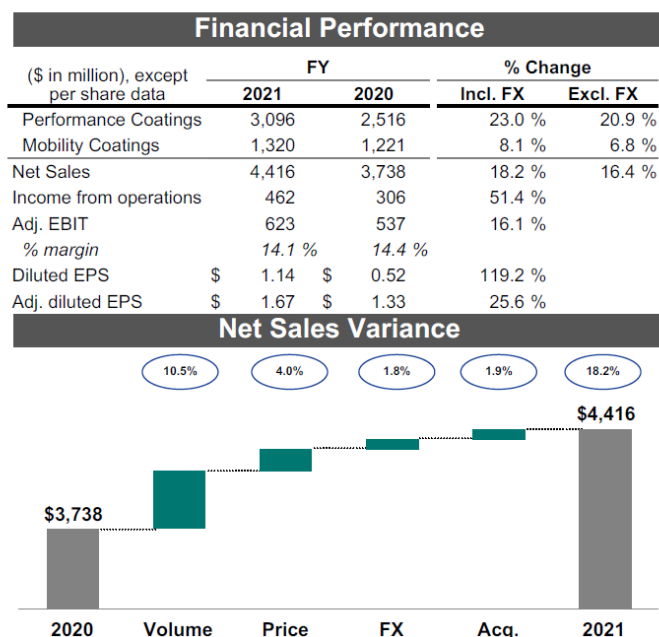 Financial Performance
($ in million), except per share data FY % Change
2021 2020 Incl. FX Excl. FX
Performance Coatings 3,096 2,516 23.0 % 20.9 %
Mobility Coatings 1,320 1,221 8.1 % 6.8 %
Net Sales 4,416 3,738 18.2 % 16.4 %
Income from operations 462 306 51.4 %
Adj. EBIT 623 537 16.1 %
% margin 14.1 % 14.4 %
Diluted EPS $ 1.14 $ 0.52 119.2 %
Adj. diluted EPS $ 1.67 $ 1.33 25.6 %
Net Sales Variance
10.5% 4.0% 1.8% 1.9% 18.2%
$4,416
$3,738
2020 Volume Price FX Acq. 2021